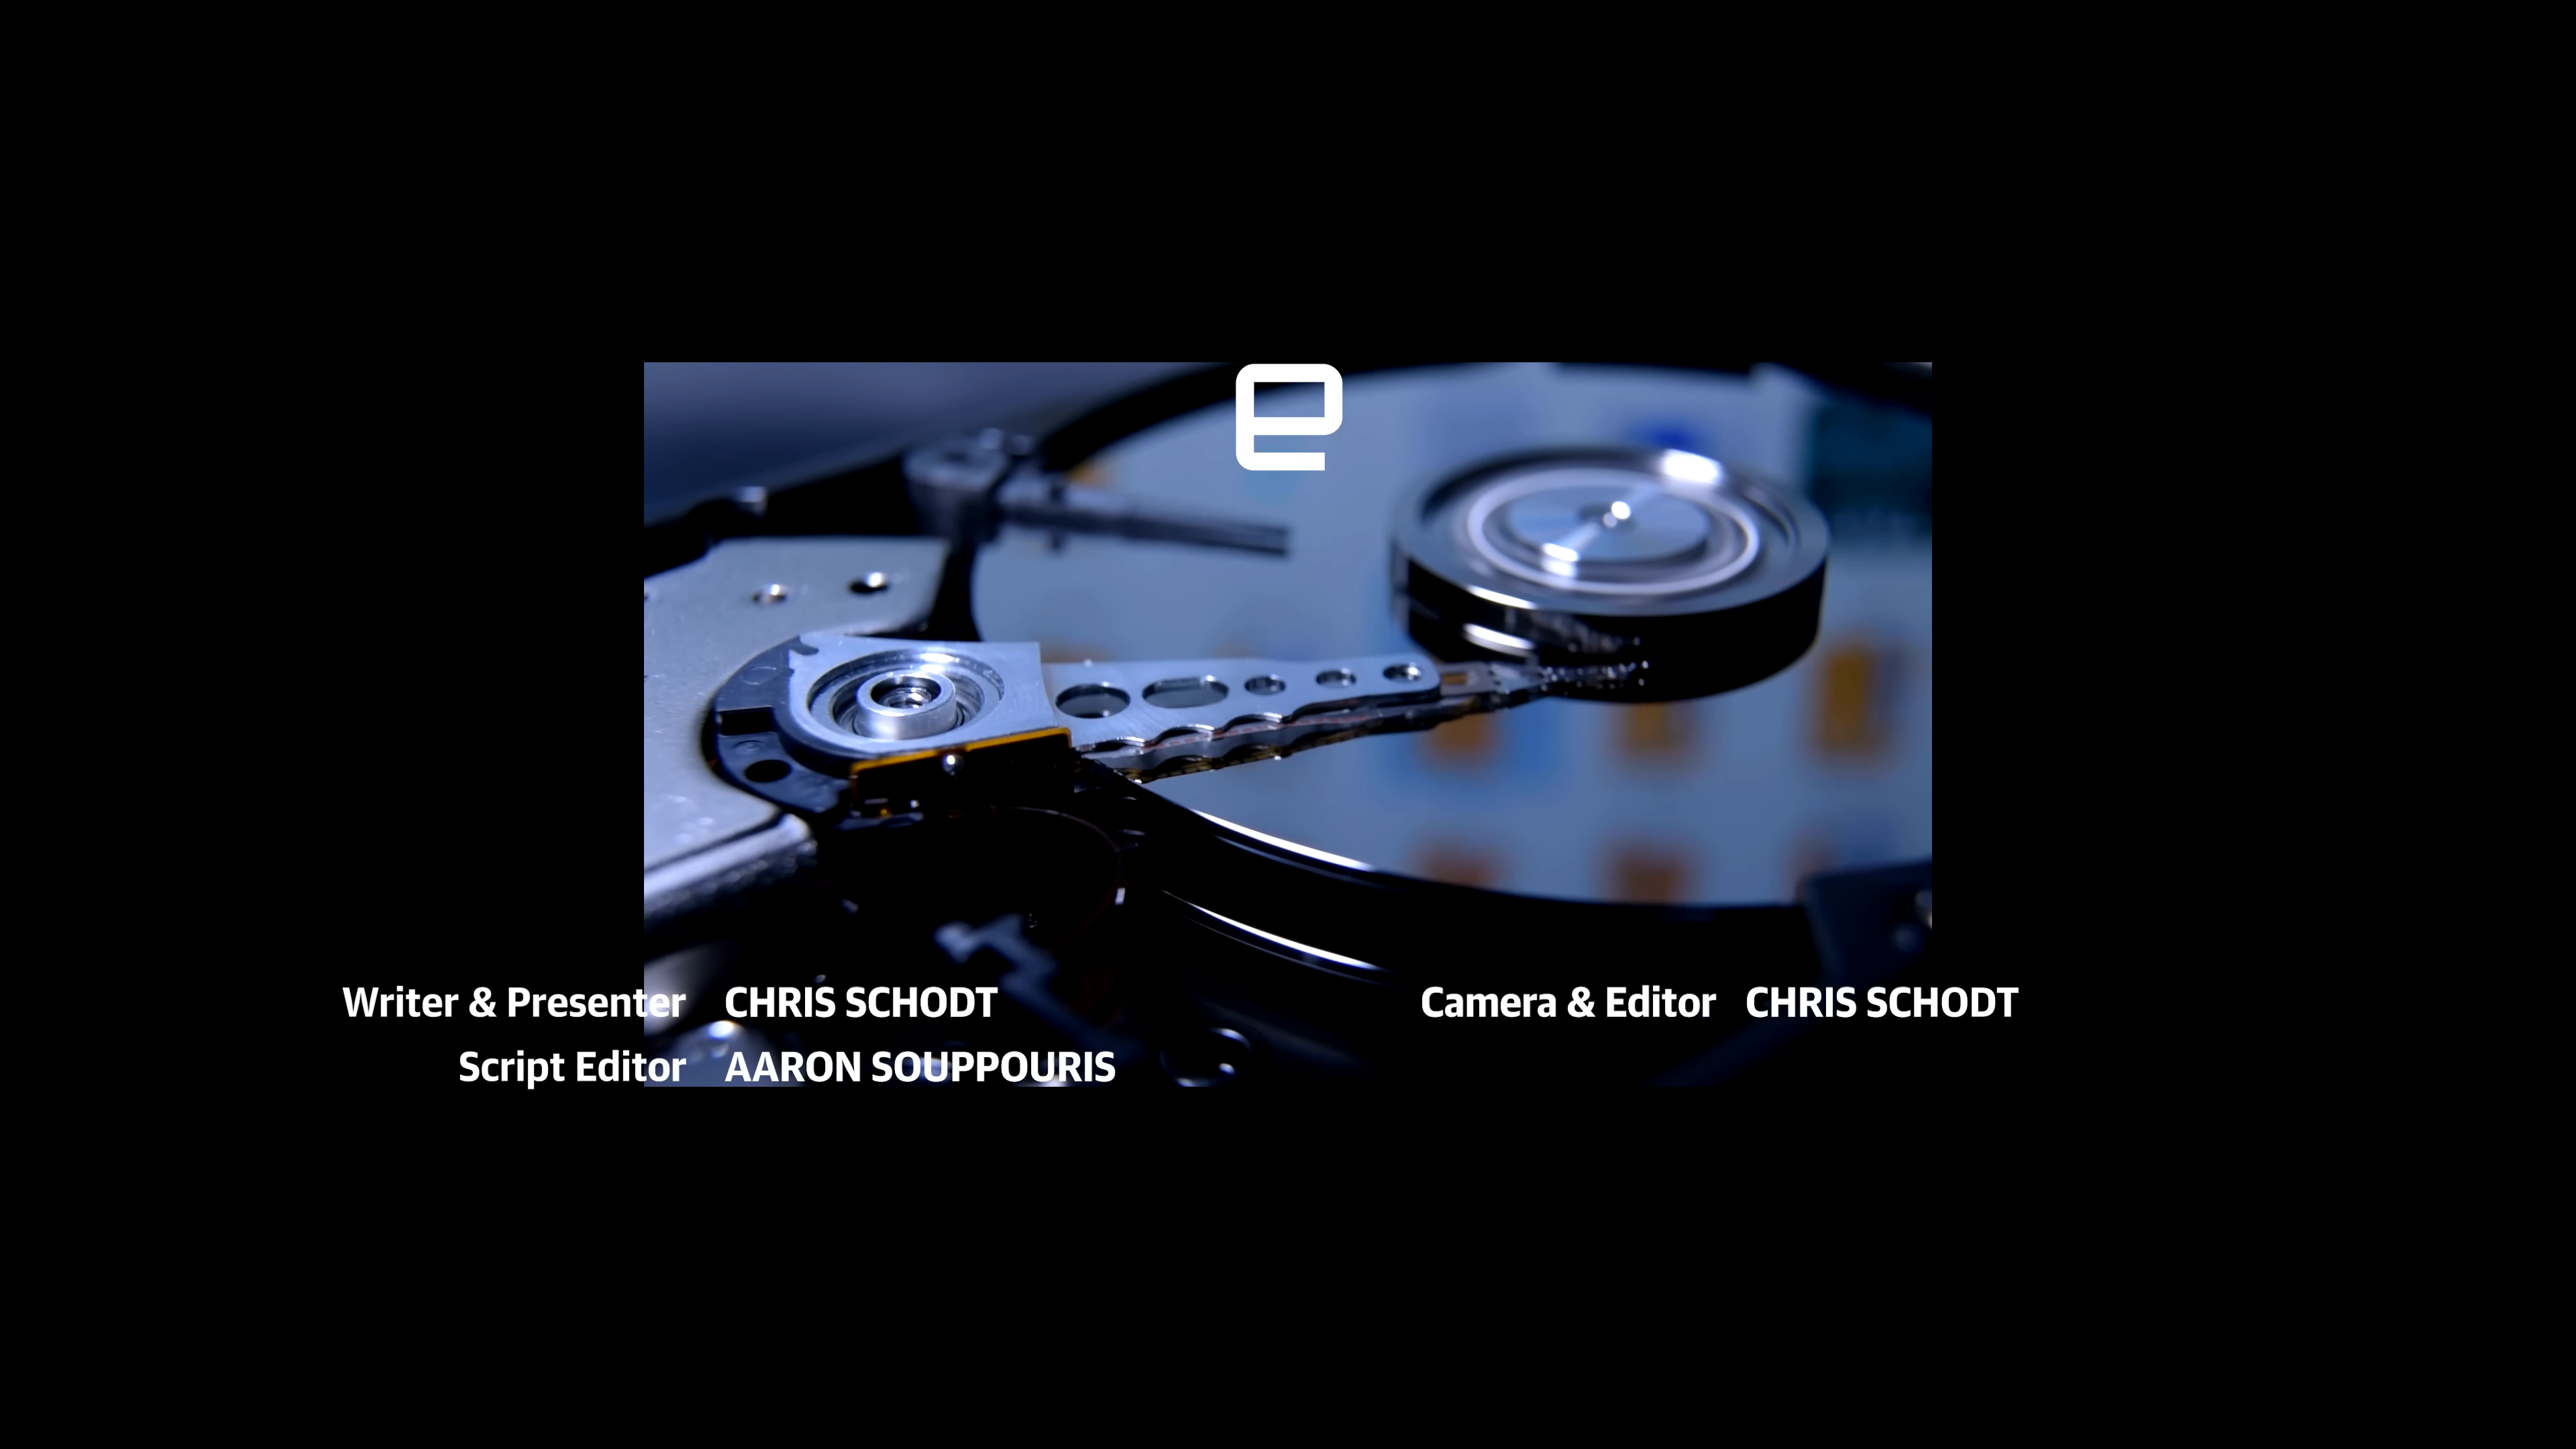 e
Writer & Presenter CHRIS SCHODT
Script Editor AARON SOUPPOURIS
Camera & Editor CHRIS SCHODT